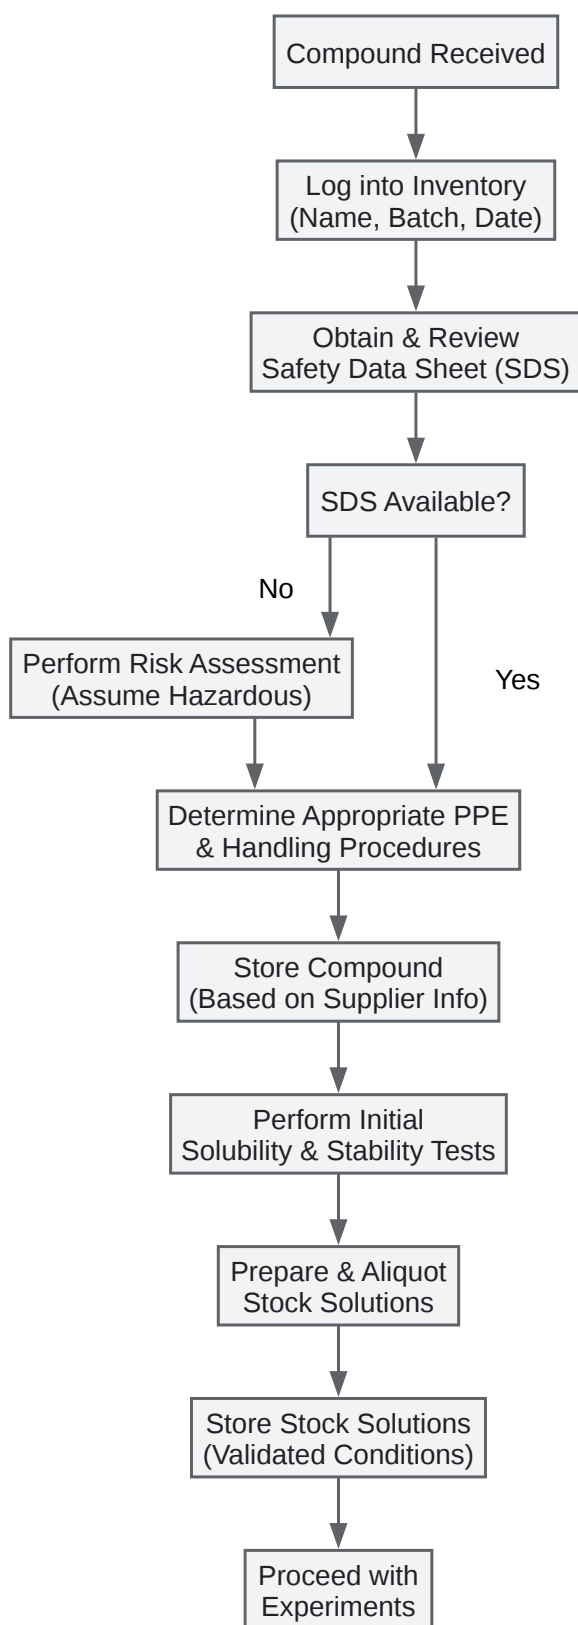 Compound Received
Log into Inventory
(Name, Batch, Date)
Obtain & Review
Safety Data Sheet (SDS)
SDS Available?
No
Perform Risk Assessment
(Assume Hazardous)
Yes
Determine Appropriate PPE
& Handling Procedures
Store Compound
(Based on Supplier Info)
Perform Initial
Solubility & Stability Tests
Prepare & Aliquot
Stock Solutions
Store Stock Solutions
(Validated Conditions)
Proceed with
Experiments